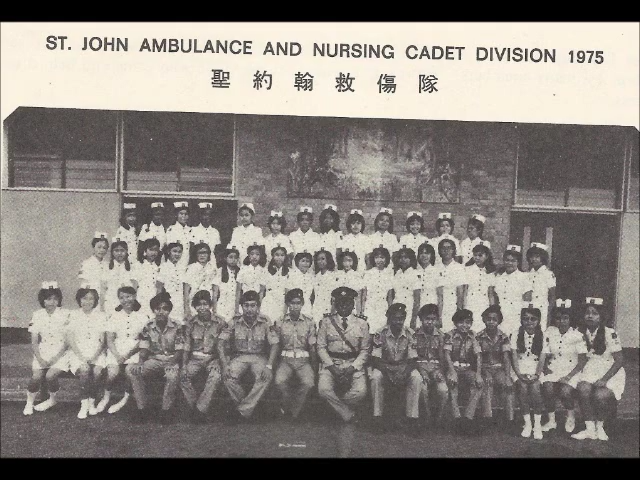 ST. JOHN AMBULANCE AND NURSING CADET DIVISION 1975
聖約翰救傷隊